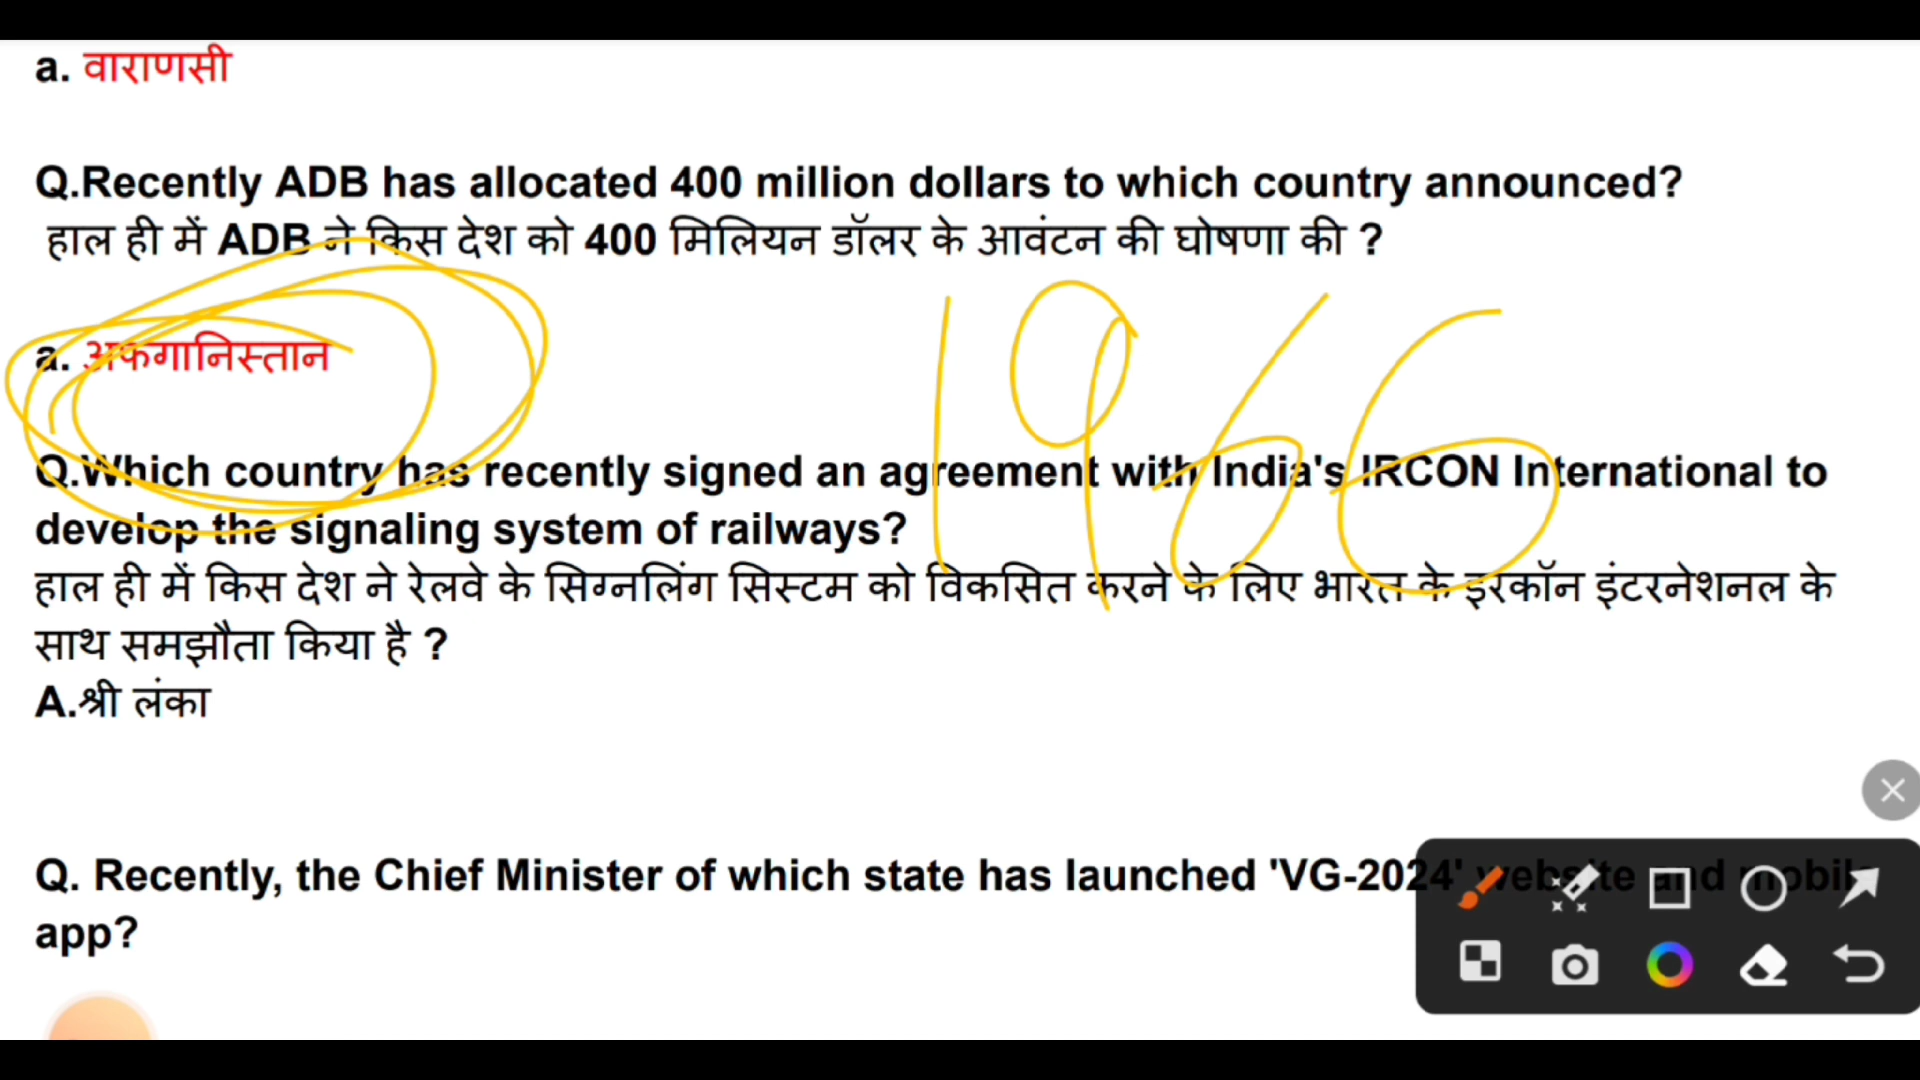 a. वाराणसी
Q.Recently ADB has allocated 400 million dollars to which country announced?
हाल ही में ADB ने किस देश को 400 मिलियन डॉलर के आवंटन की घोषणा की ?
a. अफगानिस्तान
1966
Q.Which country has recently signed an agreement with India's IRCON International to
develop the signaling system of railways?
हाल ही में किस देश ने रेलवे के सिग्नलिंग सिस्टम को विकसित करने के लिए भारत के इरकॉन इंटरनेशनल के
साथ समझौता किया है ?
A.श्री लंका
Q. Recently, the Chief Minister of which state has launched 'VG-2024' website and mobile
app?